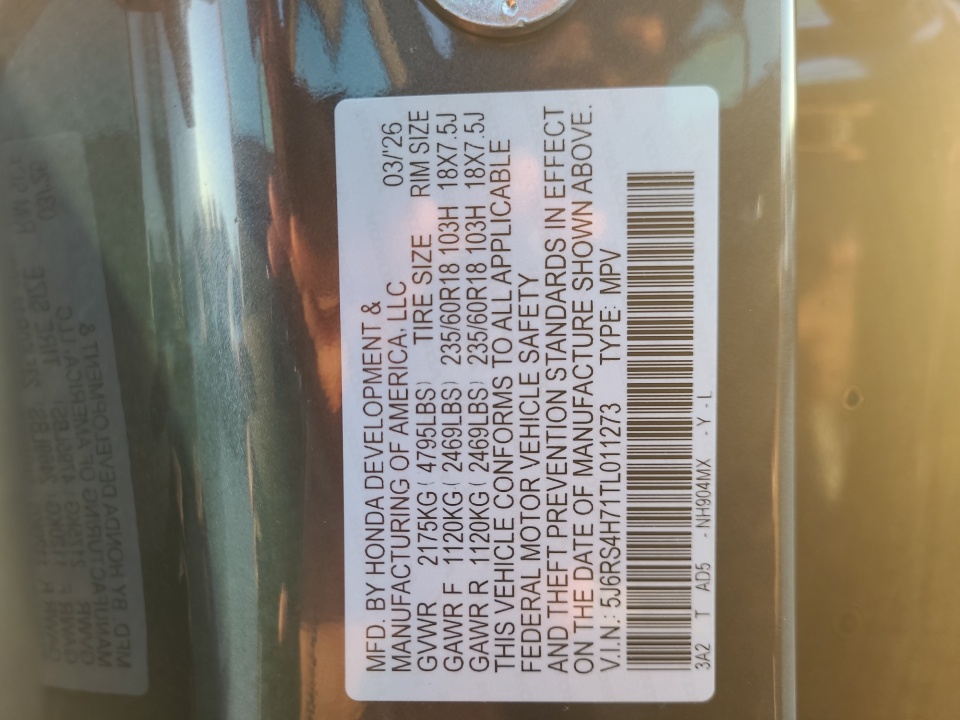 MFD. BY HONDA DEVELOPMENT &
MANUFACTURING OF AMERICA, LLC 03/'26
GVWR 2175KG ( 4795LBS) TIRE SIZE RIM SIZE
GAWR F 1120KG ( 2469LBS) 235/60R18 103H 18X7.5J
GAWR R 1120KG ( 2469LBS) 235/60R18 103H 18X7.5J
THIS VEHICLE CONFORMS TO ALL APPLICABLE
FEDERAL MOTOR VEHICLE SAFETY
AND THEFT PREVENTION STANDARDS IN EFFECT
ON THE DATE OF MANUFACTURE SHOWN ABOVE.
V.I.N.: 5J6RS4H71TL011273 TYPE: MPV
3A2 T AD5 - NH904MX - Y - L